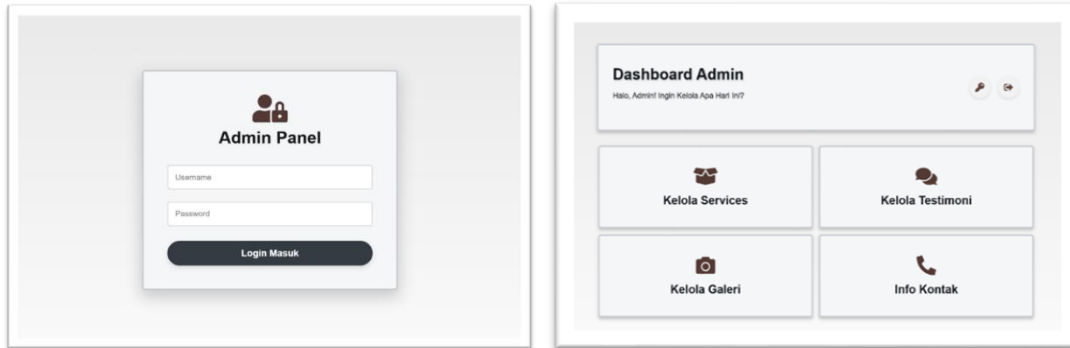 Admin Panel
Username
Password
Login Masuk
Dashboard Admin
Halo, Admin! Ingin Kelola Apa Hari Ini?
Kelola Services
Kelola Testimoni
Kelola Galeri
Info Kontak